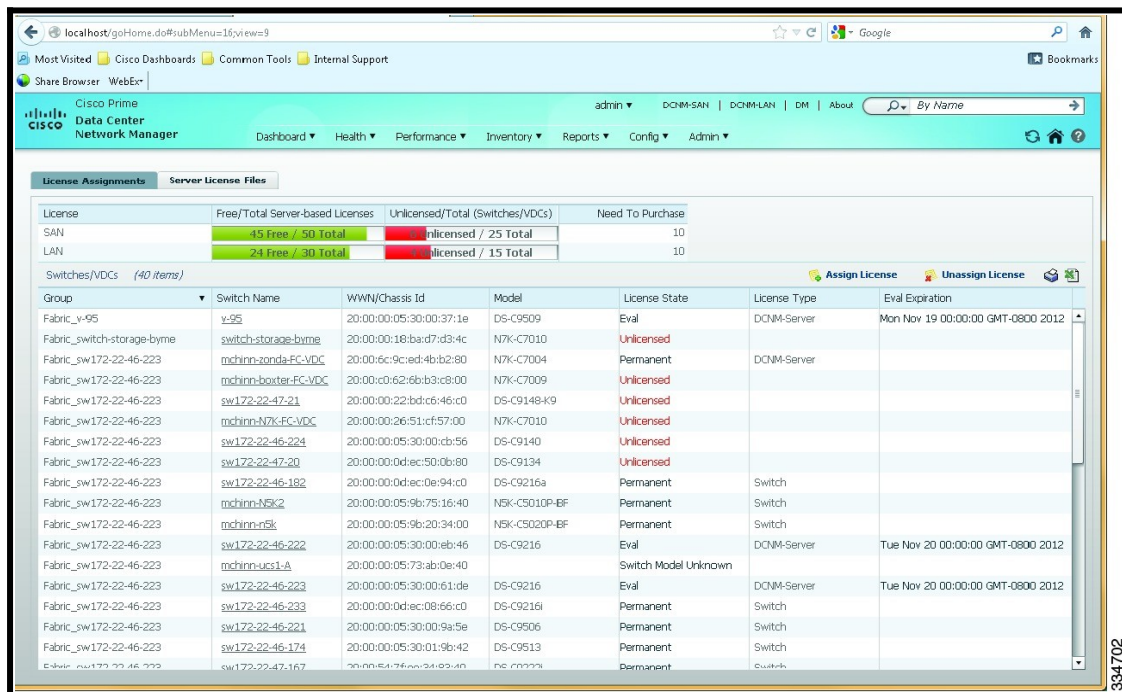 localhost/goHome.do#subMenu=16;view=9
Google
Most Visited Cisco Dashboards Common Tools Internal Support
Bookmarks
Share Browser WebEx
Cisco Prime
Data Center
Network Manager
CISCO
admin DCNM-SAN | DCNM-LAN | DM | About By Name
Dashboard Health Performance Inventory Reports Config Admin
License Assignments Server License Files
License Free/Total Server-based Licenses Unlicensed/Total (Switches/VDCs) Need To Purchase
SAN 45 Free / 50 Total nlicensed / 25 Total 10
LAN 24 Free / 30 Total nlicensed / 15 Total 10
Switches/VDCs (40 items) Assign License Unassign License
Group Switch Name WWN/Chassis Id Model License State License Type Eval Expiration
Fabric_v-95 v-95 20:00:00:05:30:00:37:1e DS-C9509 Eval DCNM-Server Mon Nov 19 00:00:00 GMT-0800 2012
Fabric_switch-storage-byme switch-storage-byme 20:00:00:18:ba:d7:d3:4c N7K-C7010 Unlicensed
Fabric_sw172-22-46-223 mchinn-zonda-FC-VDC 20:00:6c:9c:ed:4b:b2:80 N7K-C7004 Permanent DCNM-Server
Fabric_sw172-22-46-223 mchinn-boxter-FC-VDC 20:00:c0:62:6b:b3:c8:00 N7K-C7009 Unlicensed
Fabric_sw172-22-46-223 sw172-22-47-21 20:00:00:22:bd:c6:46:c0 DS-C9148-K9 Unlicensed
Fabric_sw172-22-46-223 mchinn-N7K-FC-VDC 20:00:00:26:51:cf:57:00 N7K-C7010 Unlicensed
Fabric_sw172-22-46-223 sw172-22-46-224 20:00:00:05:30:00:cb:56 DS-C9140 Unlicensed
Fabric_sw172-22-46-223 sw172-22-47-20 20:00:00:0d:ec:50:0b:80 DS-C9134 Unlicensed
Fabric_sw172-22-46-223 sw172-22-46-182 20:00:00:0d:ec:0e:94:c0 DS-C9216a Permanent Switch
Fabric_sw172-22-46-223 mchinn-N5K2 20:00:00:05:9b:75:16:40 N5K-C5010P-BF Permanent Switch
Fabric_sw172-22-46-223 mchinn-n5k 20:00:00:05:9b:20:34:00 N5K-C5020P-BF Permanent Switch
Fabric_sw172-22-46-223 sw172-22-46-222 20:00:00:05:30:00:eb:46 DS-C9216 Eval DCNM-Server Tue Nov 20 00:00:00 GMT-0800 2012
Fabric_sw172-22-46-223 mchinn-ucs1-A 20:00:00:05:73:ab:0e:40 Switch Model Unknown
Fabric_sw172-22-46-223 sw172-22-46-223 20:00:00:05:30:00:61:de DS-C9216 Eval DCNM-Server Tue Nov 20 00:00:00 GMT-0800 2012
Fabric_sw172-22-46-223 sw172-22-46-233 20:00:00:0d:ec:08:66:c0 DS-C9216i Permanent Switch
Fabric_sw172-22-46-223 sw172-22-46-221 20:00:00:05:30:00:9a:5e DS-C9506 Permanent Switch
Fabric_sw172-22-46-223 sw172-22-46-174 20:00:00:05:30:01:9b:42 DS-C9513 Permanent Switch
Fabric_sw172-22-46-223 sw172-22-47-167 Permanent Switch
334702